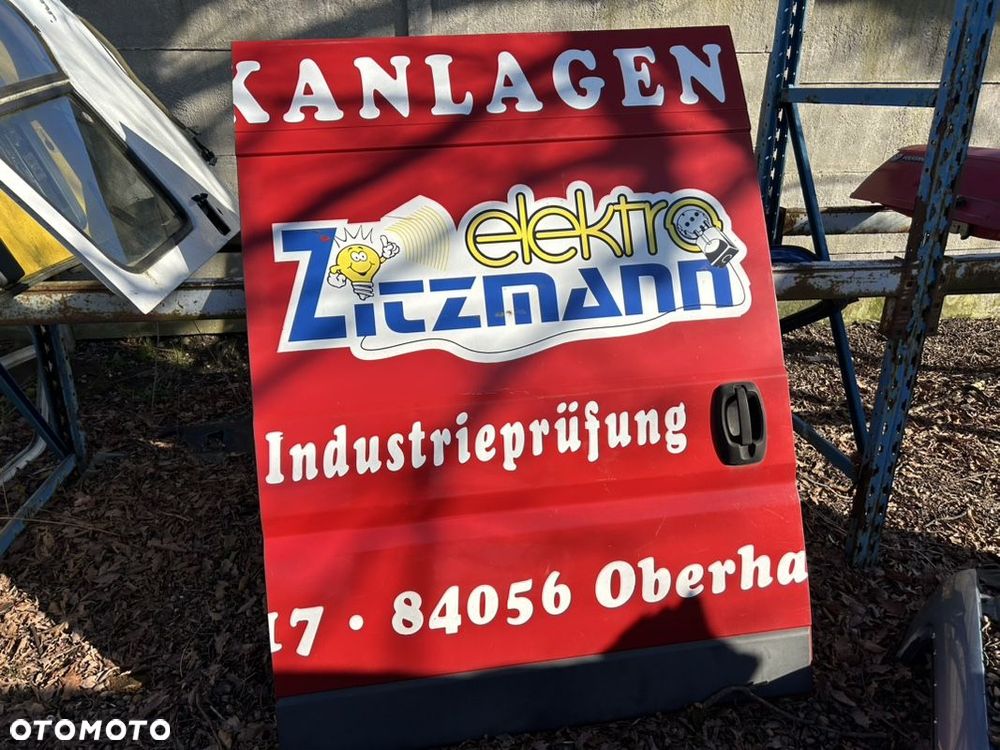 KANLAGEN
elektro
Zitzmann
Industrieprüfung
17 · 84056 Oberha
OTOMOTO